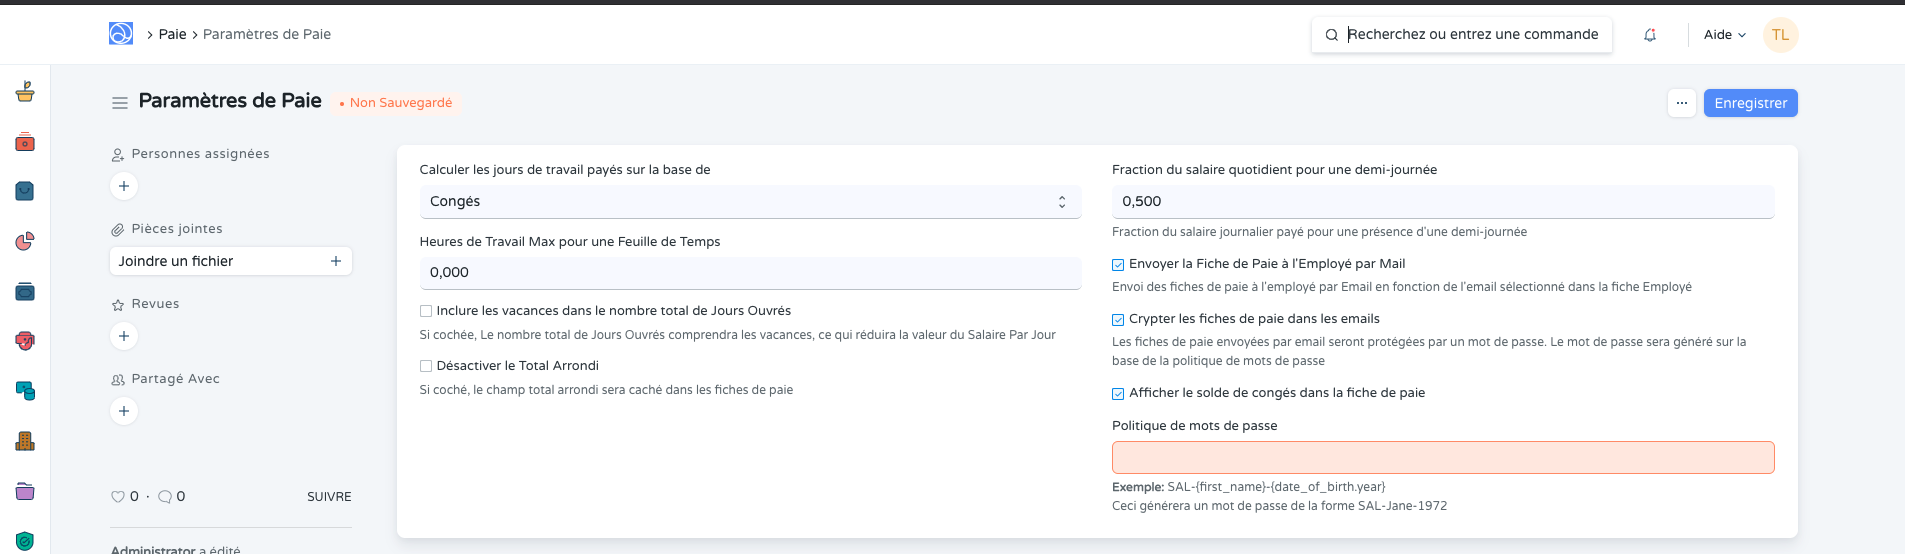 Paie
Paramètres de Paie
Recherchez ou entrez une commande
Aide
TL
Paramètres de Paie
Non Sauvegardé
...
Enregistrer
Personnes assignées
Pièces jointes
Joindre un fichier
Revues
Partagé Avec
0 · 0
SUIVRE
Administrator a édité
Calculer les jours de travail payés sur la base de
Congés
Heures de Travail Max pour une Feuille de Temps
0,000
Inclure les vacances dans le nombre total de Jours Ouvrés
Si cochée, Le nombre total de Jours Ouvrés comprendra les vacances, ce qui réduira la valeur du Salaire Par Jour
Désactiver le Total Arrondi
Si coché, le champ total arrondi sera caché dans les fiches de paie
Fraction du salaire quotidient pour une demi-journée
0,500
Fraction du salaire journalier payé pour une présence d'une demi-journée
Envoyer la Fiche de Paie à l'Employé par Mail
Envoi des fiches de paie à l'employé par Email en fonction de l'email sélectionné dans la fiche Employé
Crypter les fiches de paie dans les emails
Les fiches de paie envoyées par email seront protégées par un mot de passe. Le mot de passe sera généré sur la
base de la politique de mots de passe
Afficher le solde de congés dans la fiche de paie
Politique de mots de passe
Exemple: SAL-{first_name}-{date_of_birth.year}
Ceci générera un mot de passe de la forme SAL-Jane-1972